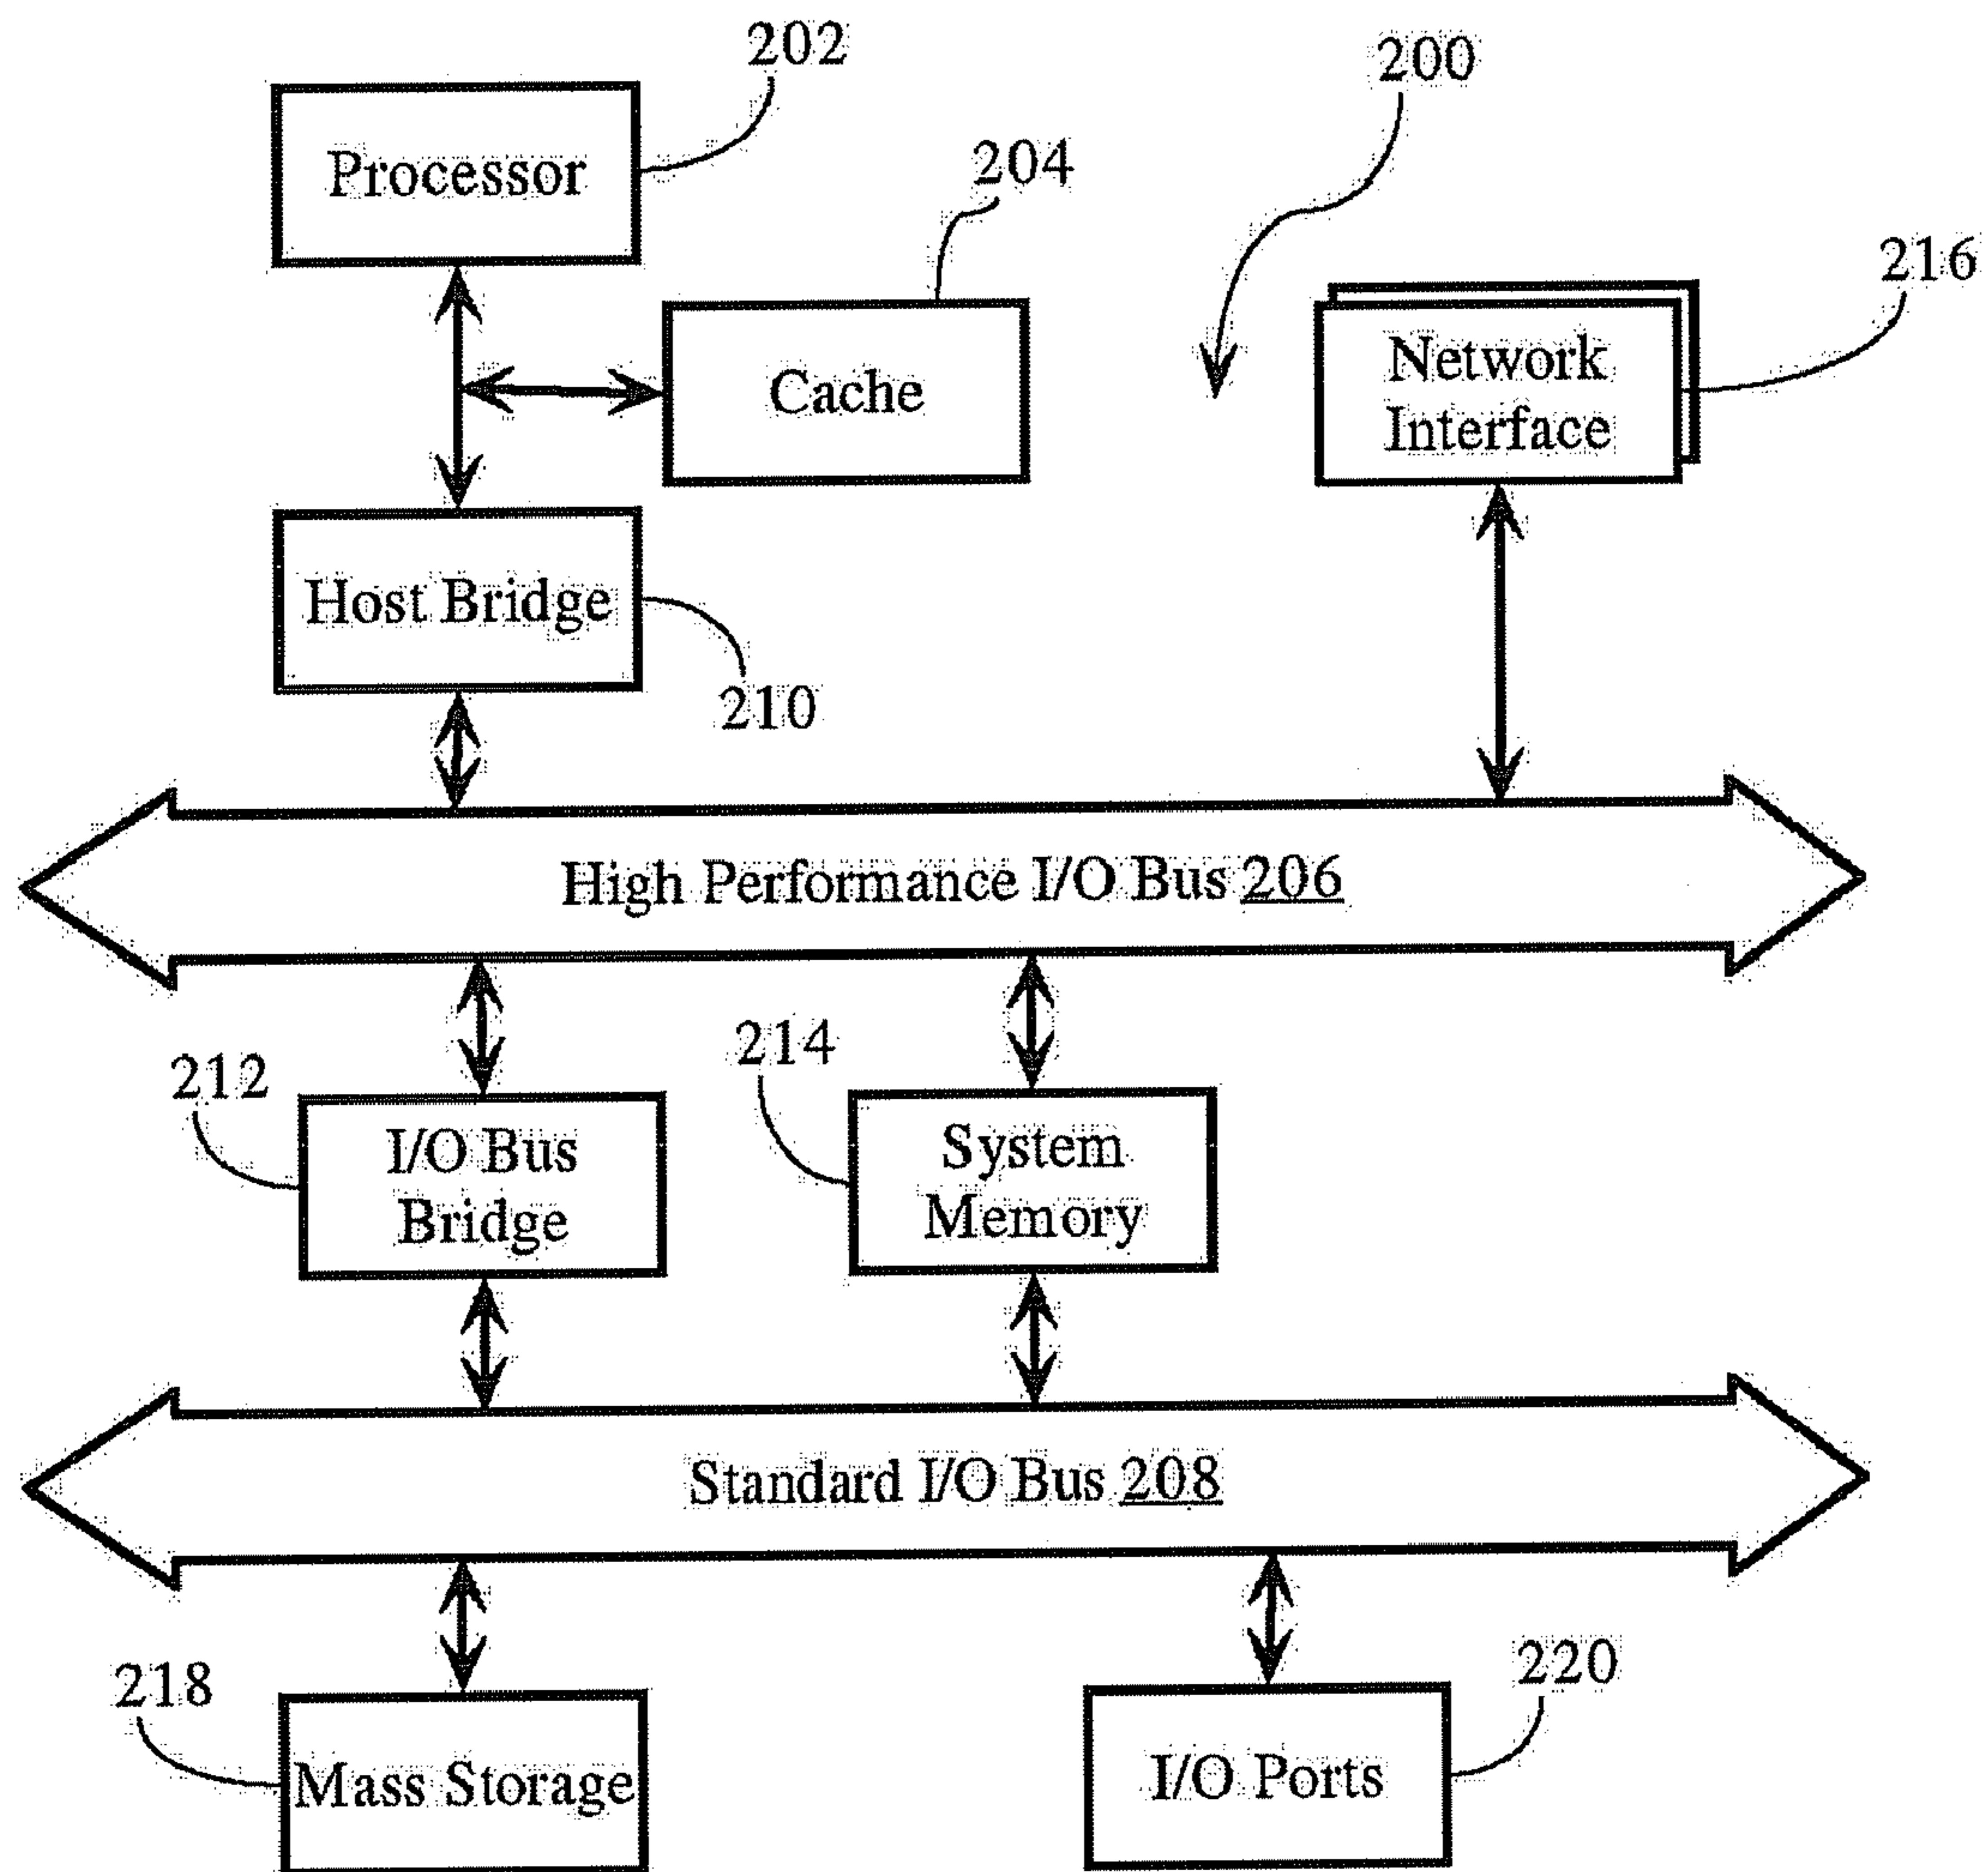 202
200
Processor
204
216
Cache
Network
Interface
Host Bridge
210
High Performance I/O Bus 206
212
214
I/O Bus
Bridge
System
Memory
Standard I/O Bus 208
218
220
Mass Storage
I/O Ports